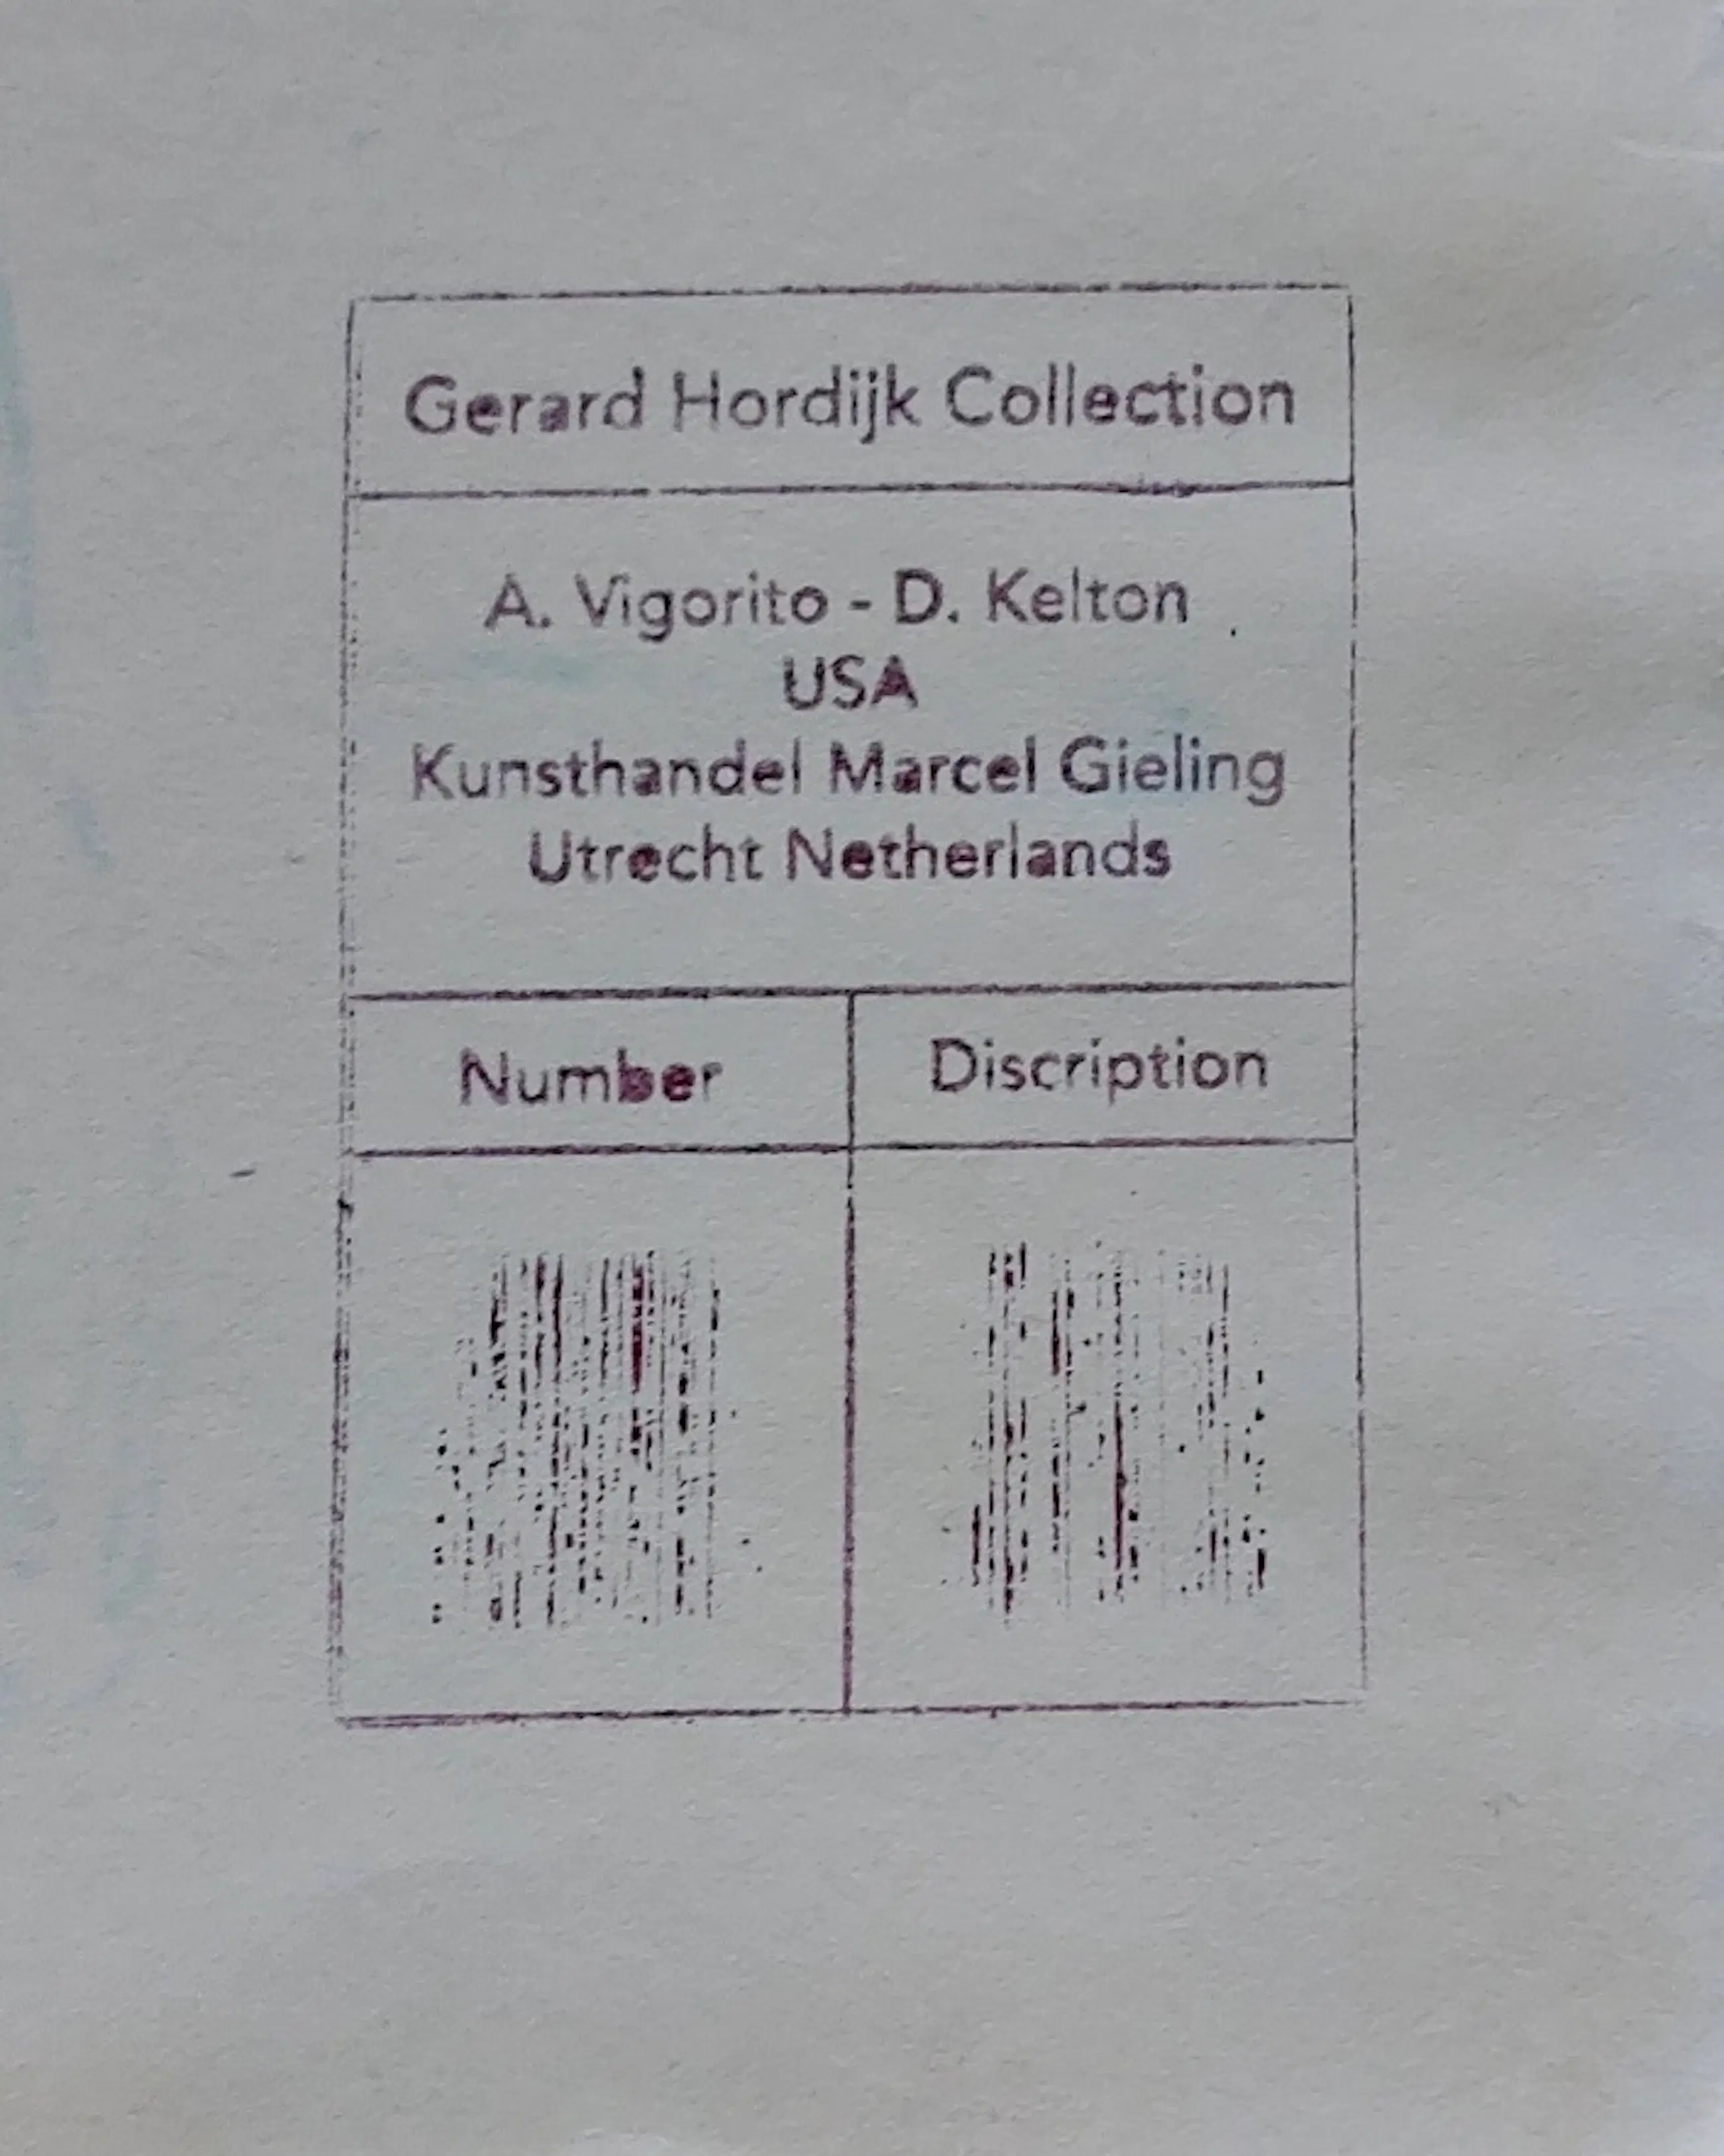 Gerard Hordijk Collection
A. Vigorito - D. Kelton
USA
Kunsthandel Marcel Gieling
Utrecht Netherlands
Number
Discription